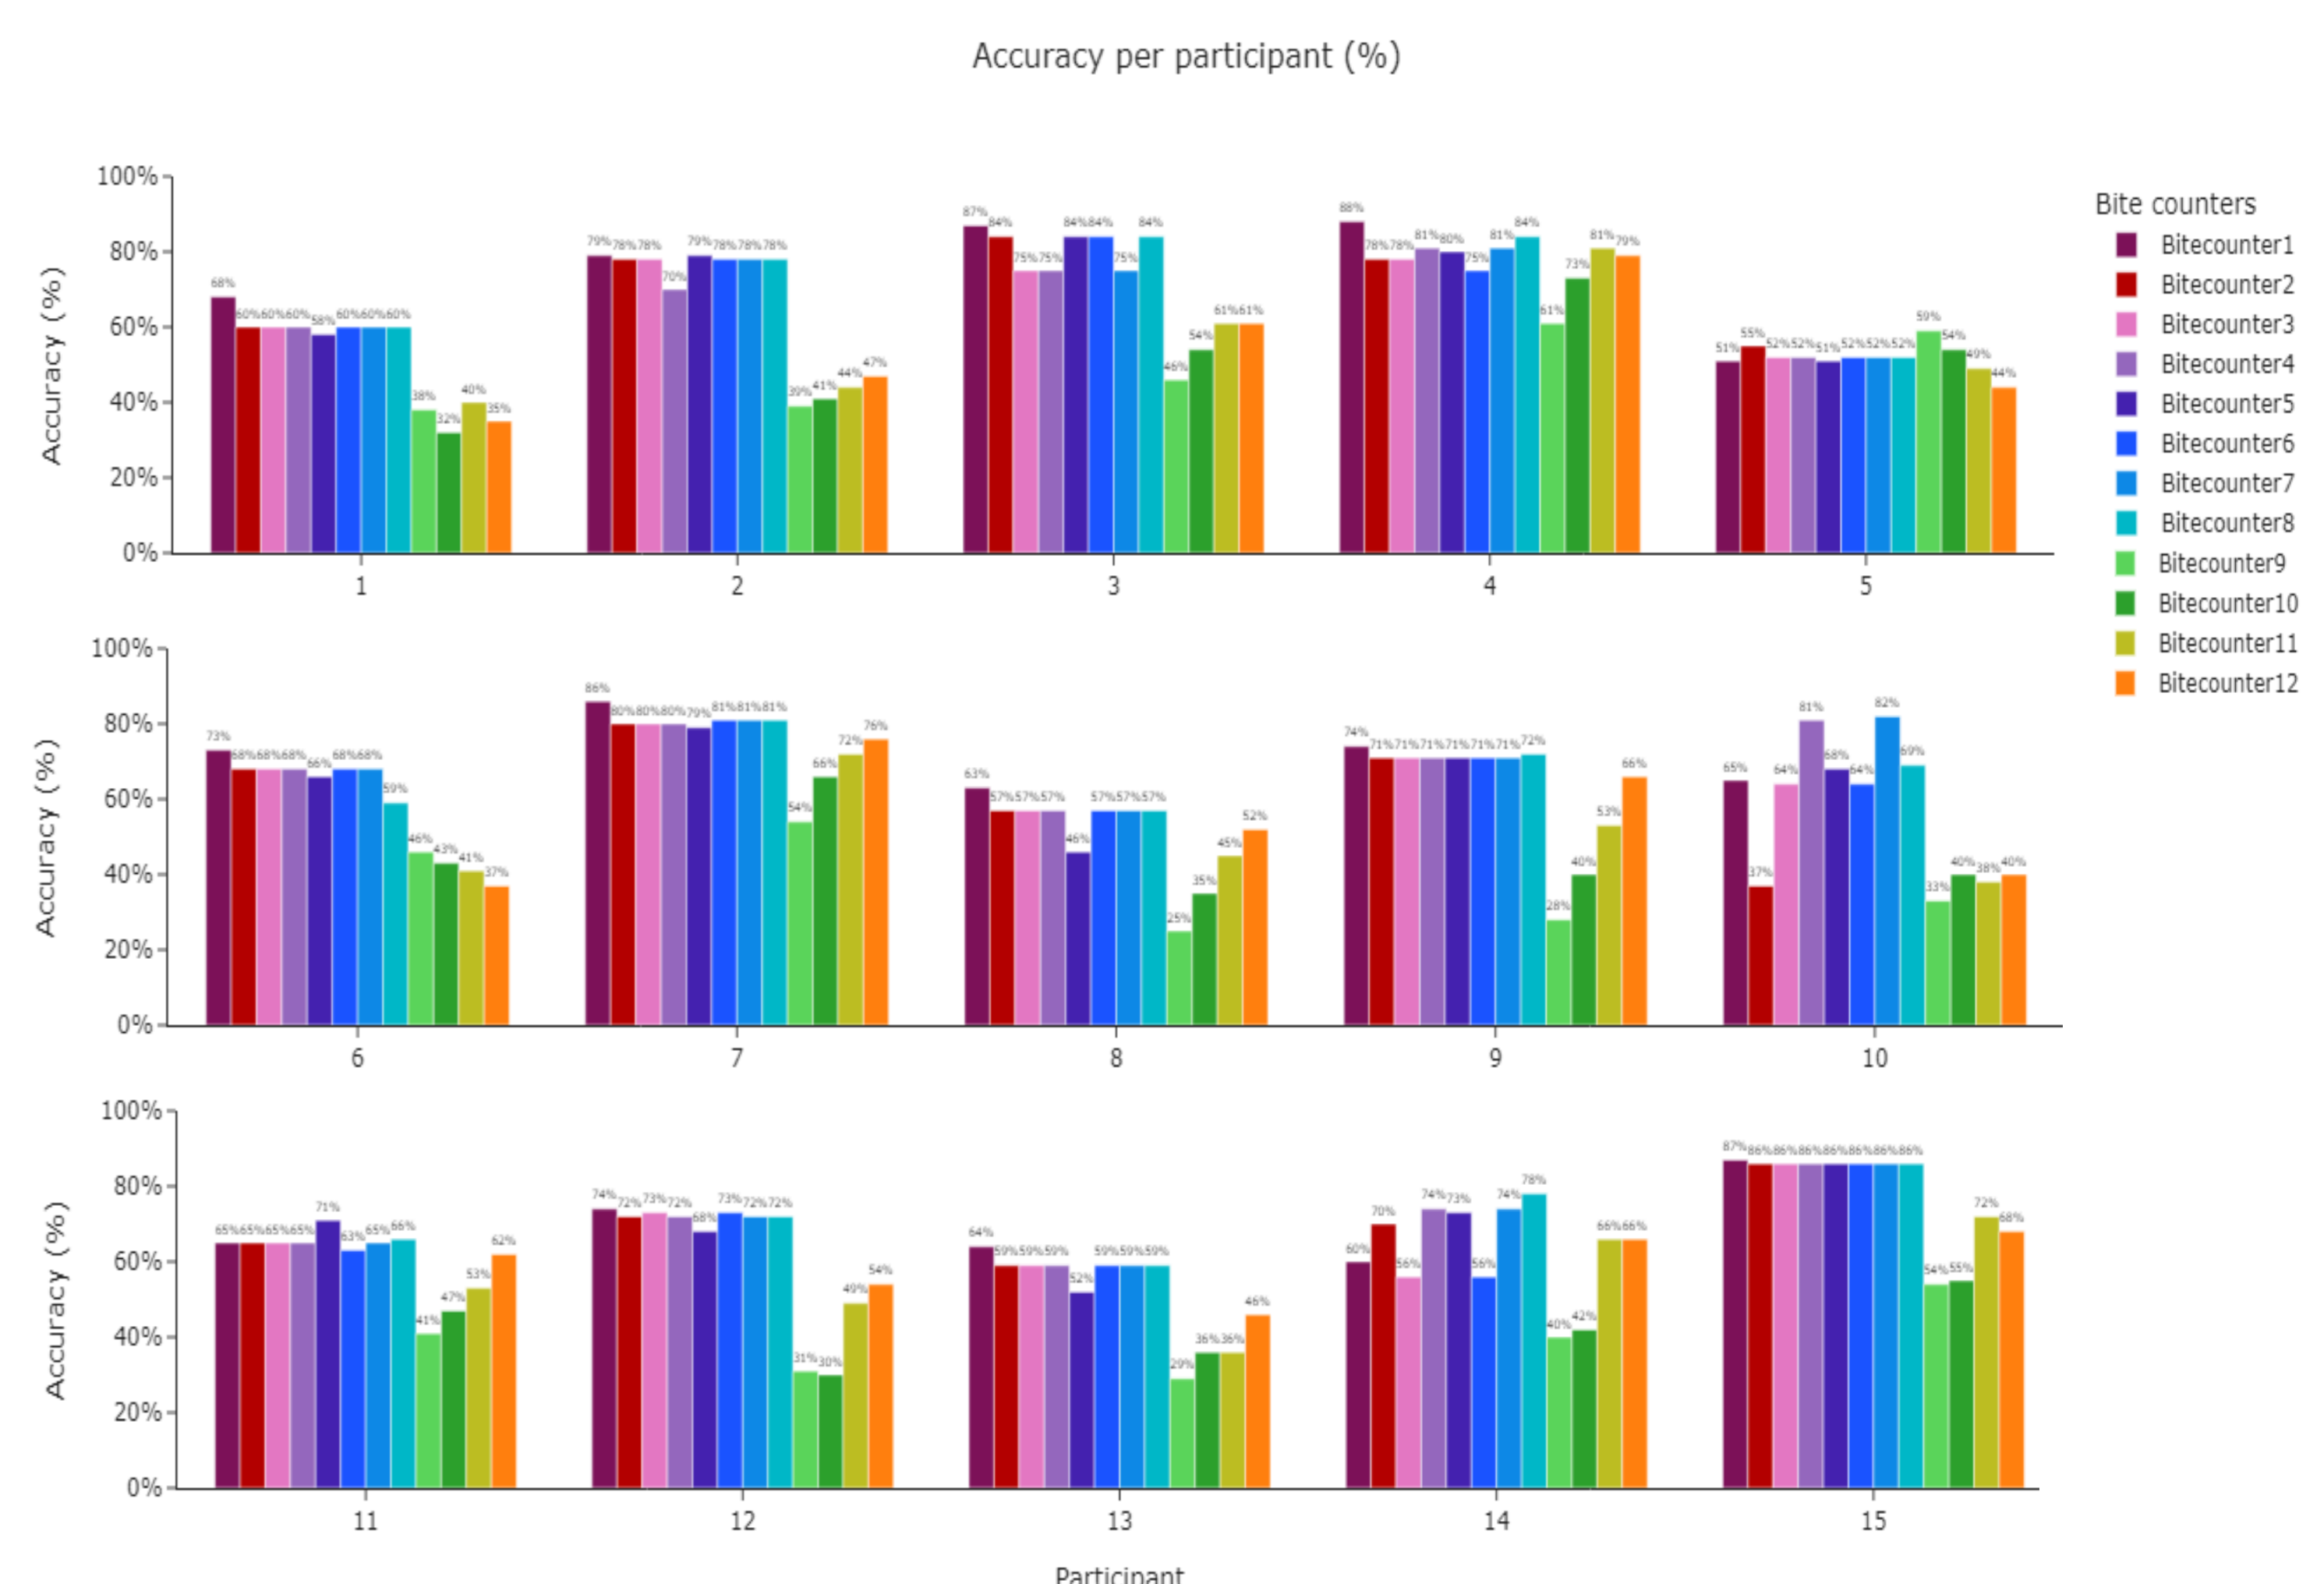 Accuracy per participant (%)
100%
80%
60%
40%
20%
0%
Accuracy (%)
68% 60% 60% 60% 58% 60% 60% 60% 38% 32% 40% 35%
79% 78% 78% 70% 79% 78% 78% 78% 39% 41% 44% 47%
87% 84% 75% 75% 84% 84% 75% 84% 46% 54% 61% 61%
88% 78% 78% 81% 80% 75% 81% 84% 61% 73% 81% 79%
51% 55% 52% 52% 51% 52% 52% 52% 59% 54% 49% 44%
1 2 3 4 5
Bite counters
Bitecounter1
Bitecounter2
Bitecounter3
Bitecounter4
Bitecounter5
Bitecounter6
Bitecounter7
Bitecounter8
Bitecounter9
Bitecounter10
Bitecounter11
Bitecounter12
100%
80%
60%
40%
20%
0%
Accuracy (%)
73% 68% 68% 68% 66% 68% 68% 59% 46% 43% 41% 37%
86% 80% 80% 80% 79% 81% 81% 81% 54% 66% 72% 76%
63% 57% 57% 57% 46% 57% 57% 57% 25% 35% 45% 52%
74% 71% 71% 71% 71% 71% 71% 72% 28% 40% 53% 66%
65% 37% 64% 81% 68% 64% 82% 69% 33% 40% 38% 40%
6 7 8 9 10
100%
80%
60%
40%
20%
0%
Accuracy (%)
65% 65% 65% 65% 71% 63% 65% 66% 41% 47% 53% 62%
74% 72% 73% 72% 68% 73% 72% 72% 31% 30% 49% 54%
64% 59% 59% 59% 52% 59% 59% 59% 29% 36% 36% 46%
60% 70% 56% 74% 73% 56% 74% 78% 40% 42% 66% 66%
87% 86% 86% 86% 86% 86% 86% 86% 54% 55% 72% 68%
11 12 13 14 15
Participant